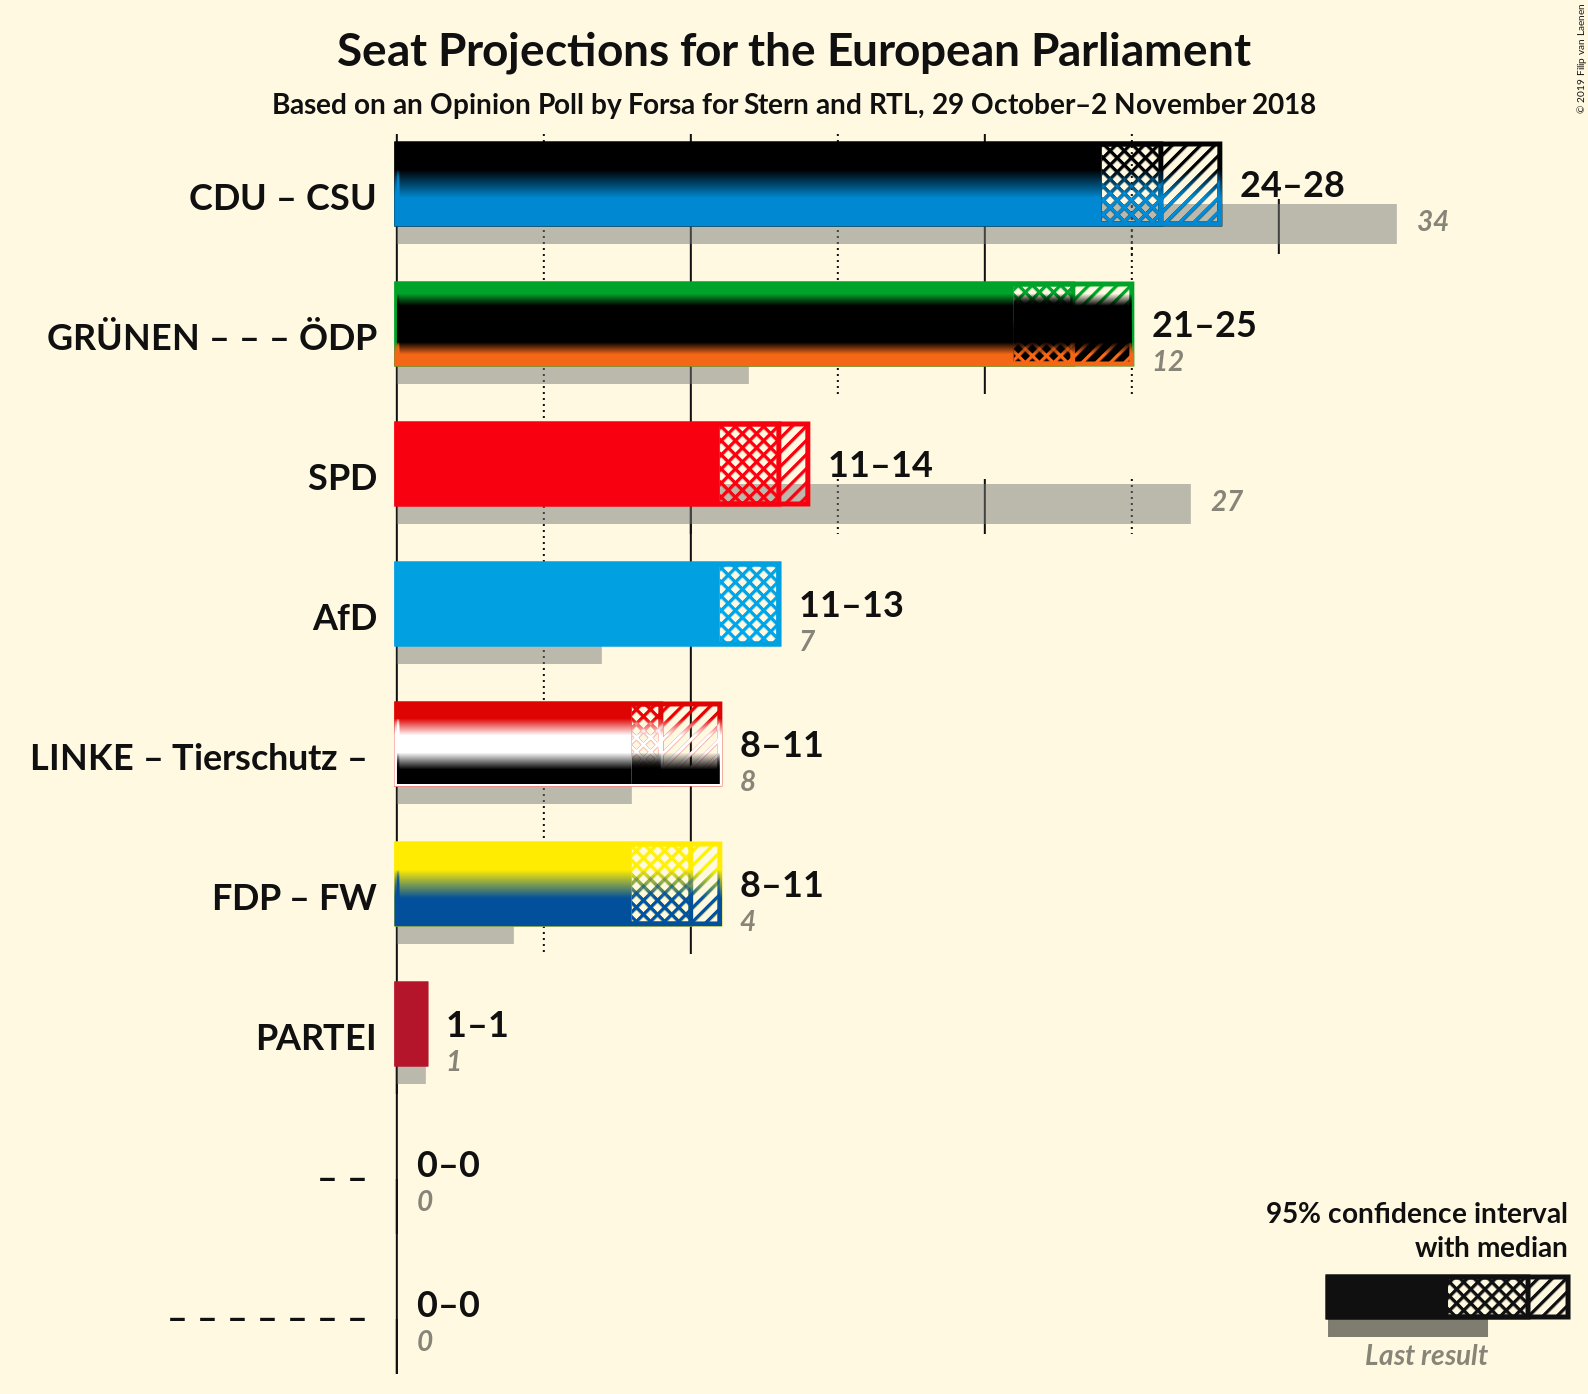 Seat Projections for the European Parliament
Based on an Opinion Poll by Forsa for Stern and RTL, 29 October–2 November 2018
© 2019 Filip van Laenen
CDU – CSU
24–28
34
GRÜNEN – – – ÖDP
21–25
12
SPD
11–14
27
AfD
11–13
7
LINKE – Tierschutz –
8–11
8
FDP – FW
8–11
4
PARTEI
1–1
1
– –
0–0
0
– – – – – – –
0–0
0
95% confidence interval
with median
Last result